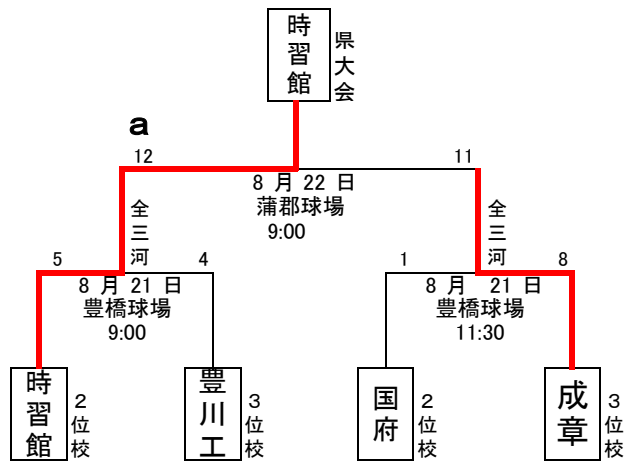 時習館
県大会
a
12
11
8 月 22 日
蒲郡球場
9:00
全三河
全三河
5
4
1
8
8 月 21 日
豊橋球場
9:00
8 月 21 日
豊橋球場
11:30
時習館
2位校
豊川工
3位校
国府
2位校
成章
3位校